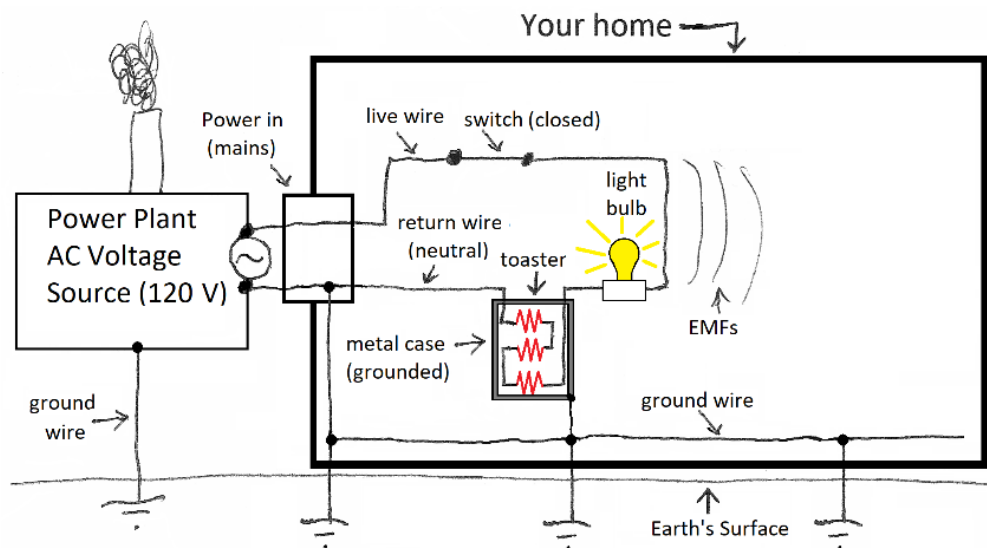 Your home
Power in
(mains)
live wire
switch (closed)
light
bulb
Power Plant
AC Voltage
Source (120 V)
return wire
(neutral)
toaster
EMFs
metal case
(grounded)
ground
wire
ground wire
Earth's Surface